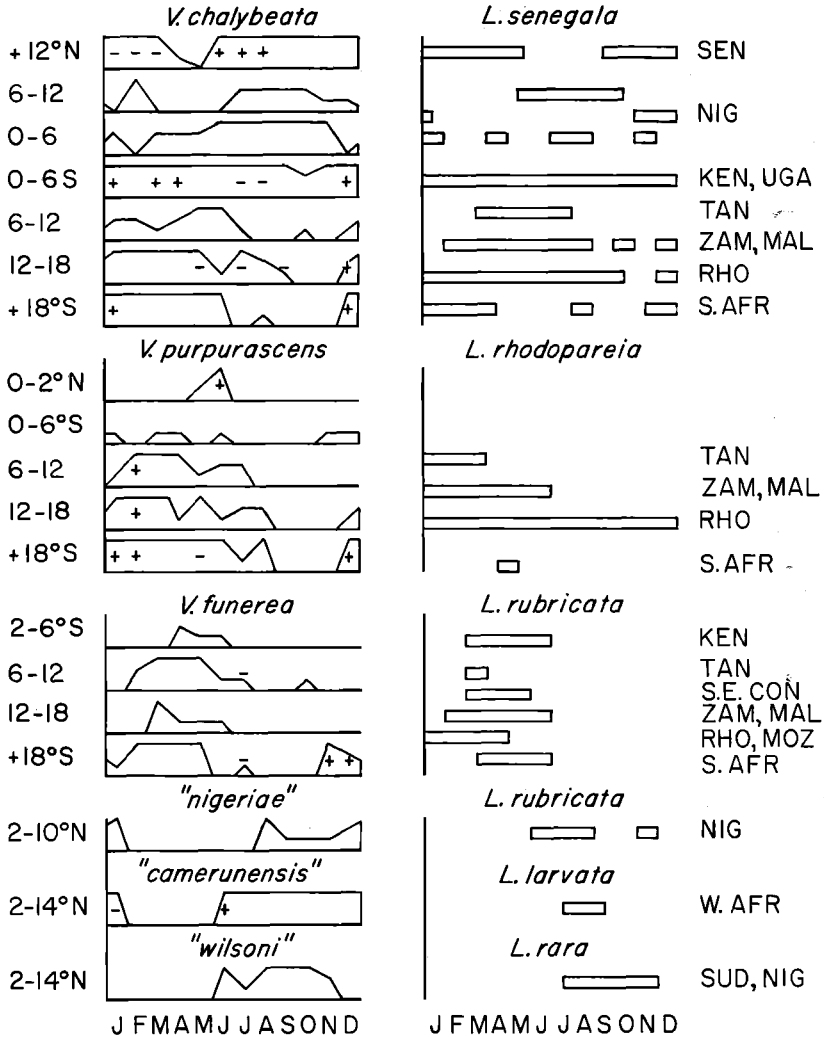 V. chalybeata L. senegala
+12°N - - - + + + SEN
6-12
NIG
0-6
0-6S + + + - - + KEN, UGA
6-12 TAN
12-18 - - - + ZAM, MAL
RHO
+18°S + + S. AFR
V. purpurascens L. rhodopareia
0-2°N +
0-6°S
6-12 + TAN
ZAM, MAL
12-18 + RHO
+18°S + + - + S. AFR
V. funerea L. rubricata
2-6°S KEN
6-12 - TAN
S.E. CON
12-18 ZAM, MAL
RHO, MOZ
+18°S - + + S. AFR
"nigeriae" L. rubricata
2-10°N NIG
"camerunensis" L. larvata
2-14°N - + W. AFR
"wilsoni" L. rara
2-14°N SUD, NIG
J F M A M J J A S O N D J F M A M J J A S O N D